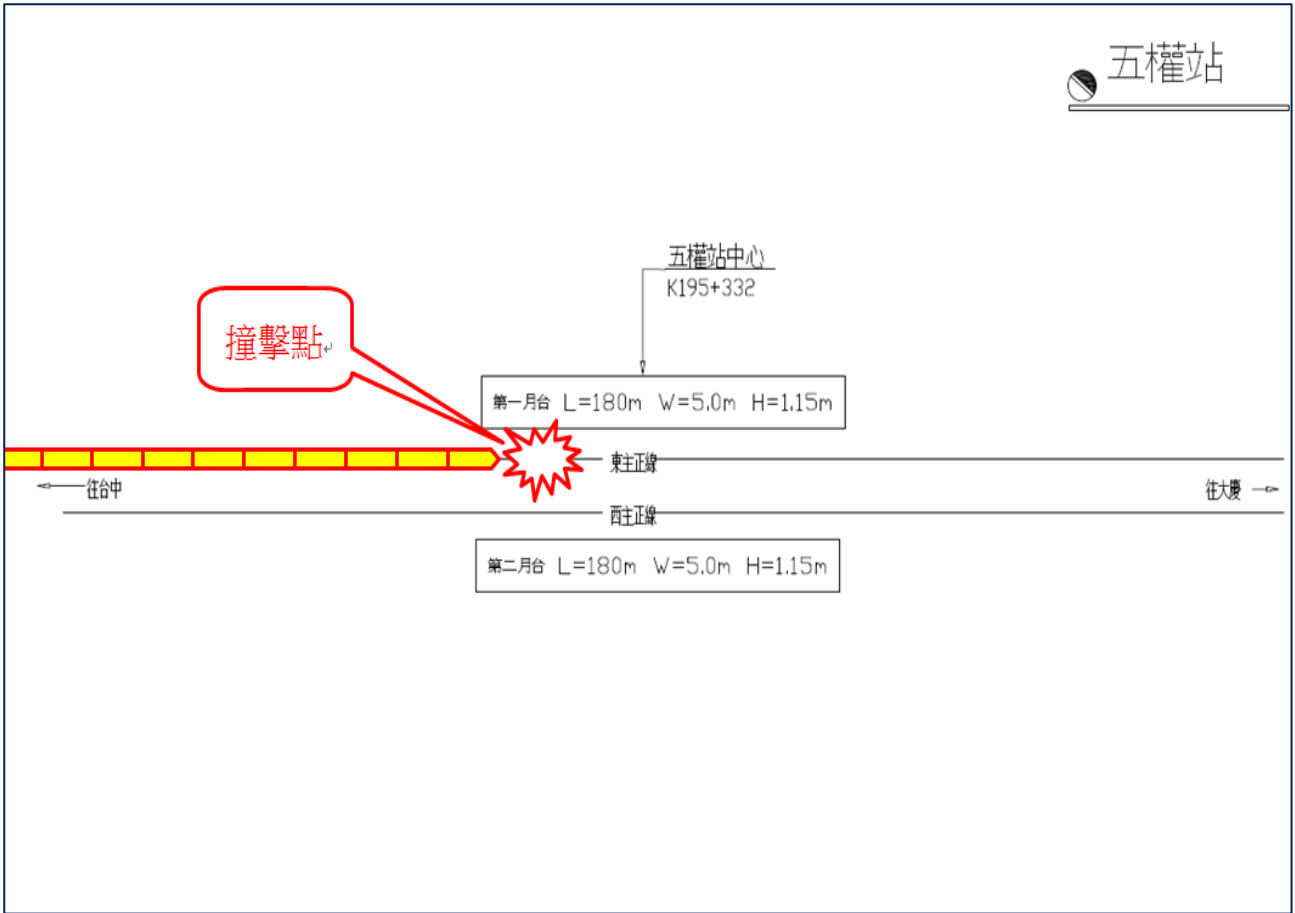 五權站
五權站中心
K195+332
撞擊點
第一月台 L=180m W=5.0m H=1.15m
東主正線
往台中
往大慶
西主正線
第二月台 L=180m W=5.0m H=1.15m